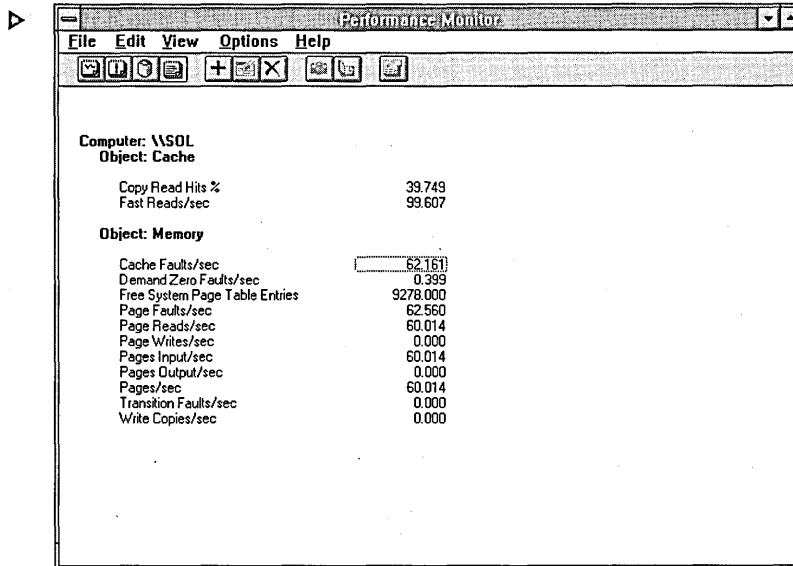 Performance Monitor
File Edit View Options Help
Computer: \\SOL
Object: Cache
Copy Read Hits % 39.749
Fast Reads/sec 99.607
Object: Memory
Cache Faults/sec 62.161
Demand Zero Faults/sec 0.399
Free System Page Table Entries 9278.000
Page Faults/sec 62.560
Page Reads/sec 60.014
Page Writes/sec 0.000
Pages Input/sec 60.014
Pages Output/sec 0.000
Pages/sec 60.014
Transition Faults/sec 0.000
Write Copies/sec 0.000